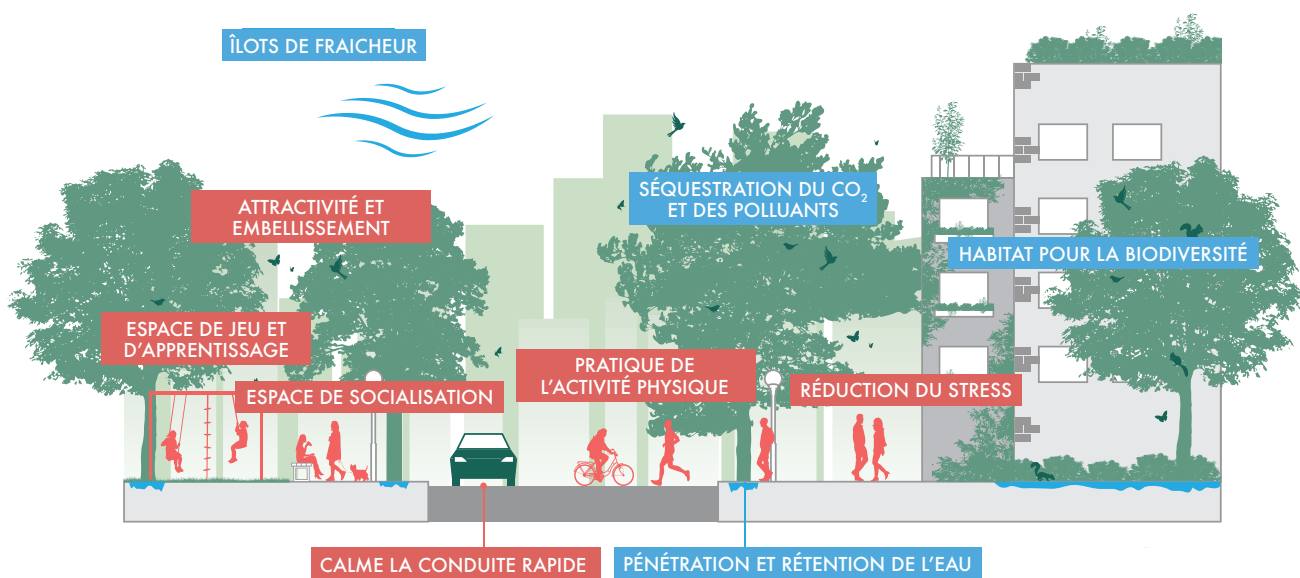 ÎLOTS DE FRAICHEUR
SÉQUESTRATION DU CO₂
ET DES POLLUANTS
ATTRACTIVITÉ ET
EMBELLISSEMENT
HABITAT POUR LA BIODIVERSITÉ
ESPACE DE JEU ET
D'APPRENTISSAGE
PRATIQUE DE
L'ACTIVITÉ PHYSIQUE
ESPACE DE SOCIALISATION
RÉDUCTION DU STRESS
CALME LA CONDUITE RAPIDE
PÉNÉTRATION ET RÉTENTION DE L'EAU